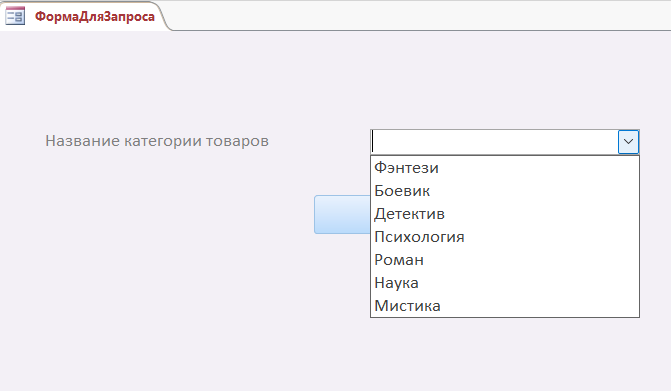 ФормаДляЗапроса
Название категории товаров
Фэнтези
Боевик
Детектив
Психология
Роман
Наука
Мистика